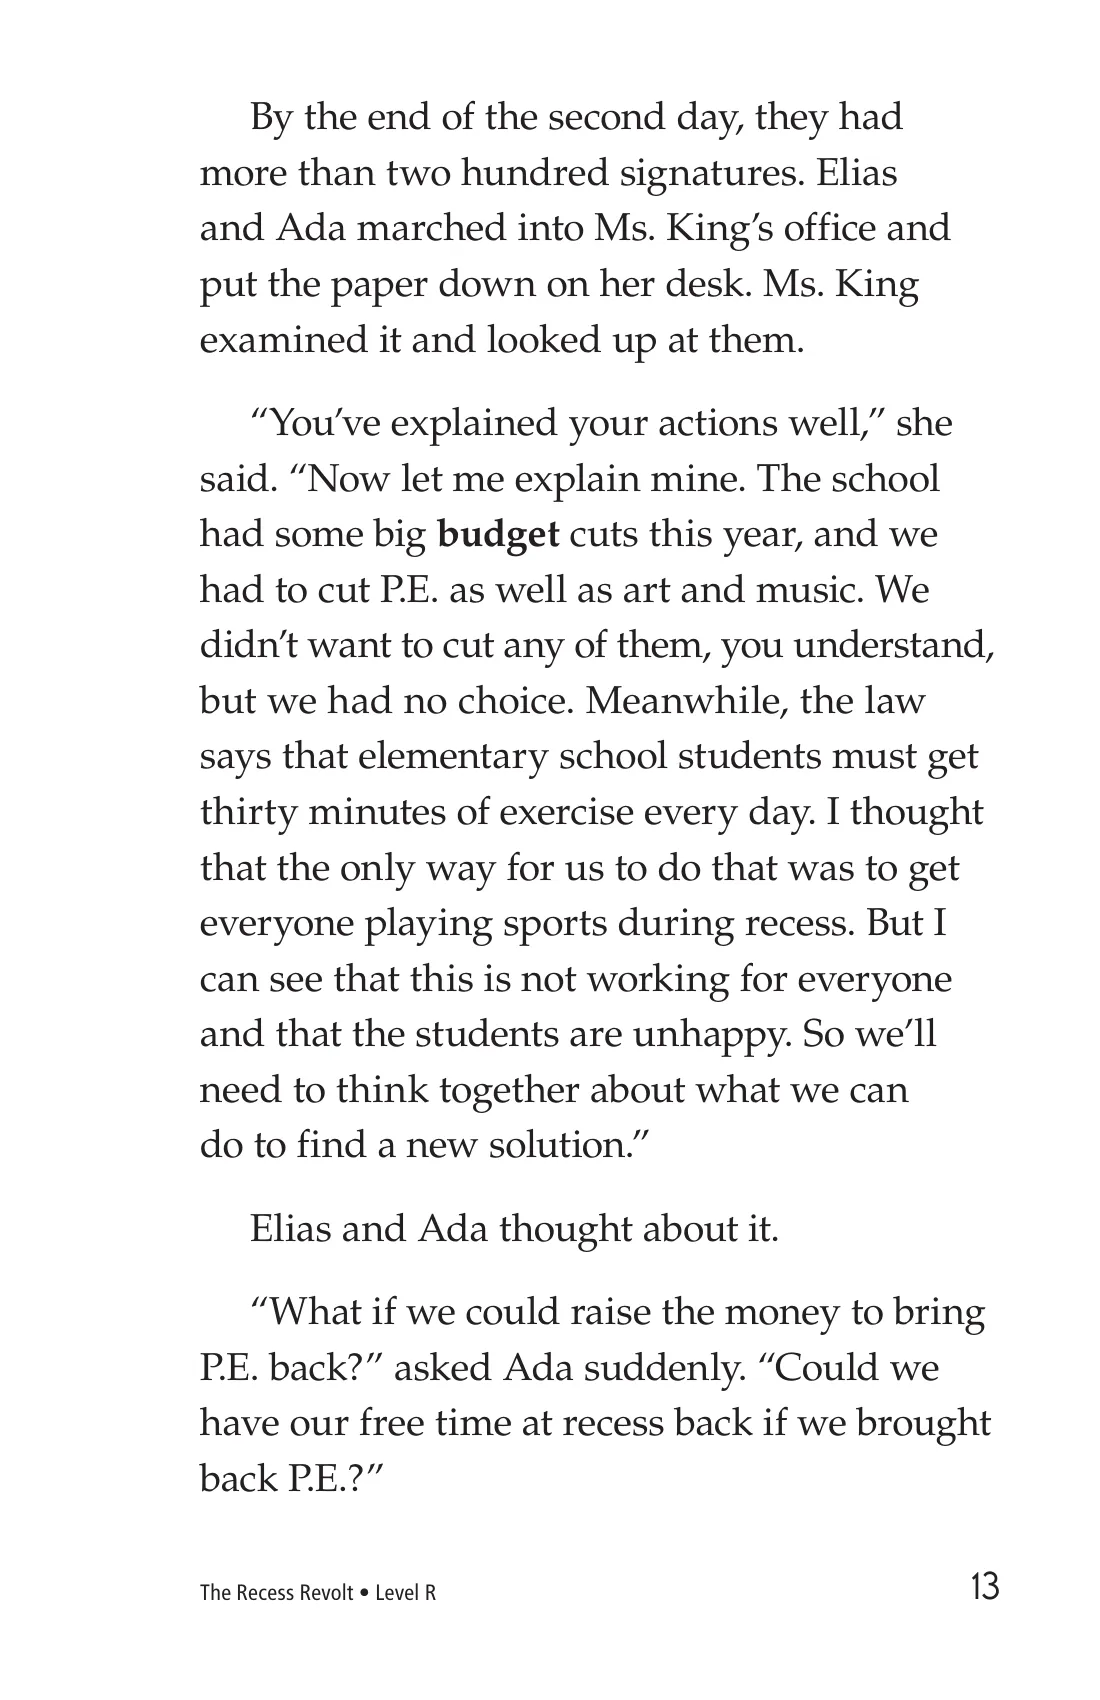 By the end of the second day, they had
more than two hundred signatures. Elias
and Ada marched into Ms. King’s office and
put the paper down on her desk. Ms. King
examined it and looked up at them.
“You’ve explained your actions well,” she
said. “Now let me explain mine. The school
had some big budget cuts this year, and we
had to cut P.E. as well as art and music. We
didn’t want to cut any of them, you understand,
but we had no choice. Meanwhile, the law
says that elementary school students must get
thirty minutes of exercise every day. I thought
that the only way for us to do that was to get
everyone playing sports during recess. But I
can see that this is not working for everyone
and that the students are unhappy. So we’ll
need to think together about what we can
do to find a new solution.”
Elias and Ada thought about it.
“What if we could raise the money to bring
P.E. back?” asked Ada suddenly. “Could we
have our free time at recess back if we brought
back P.E.?”
The Recess Revolt • Level R
13